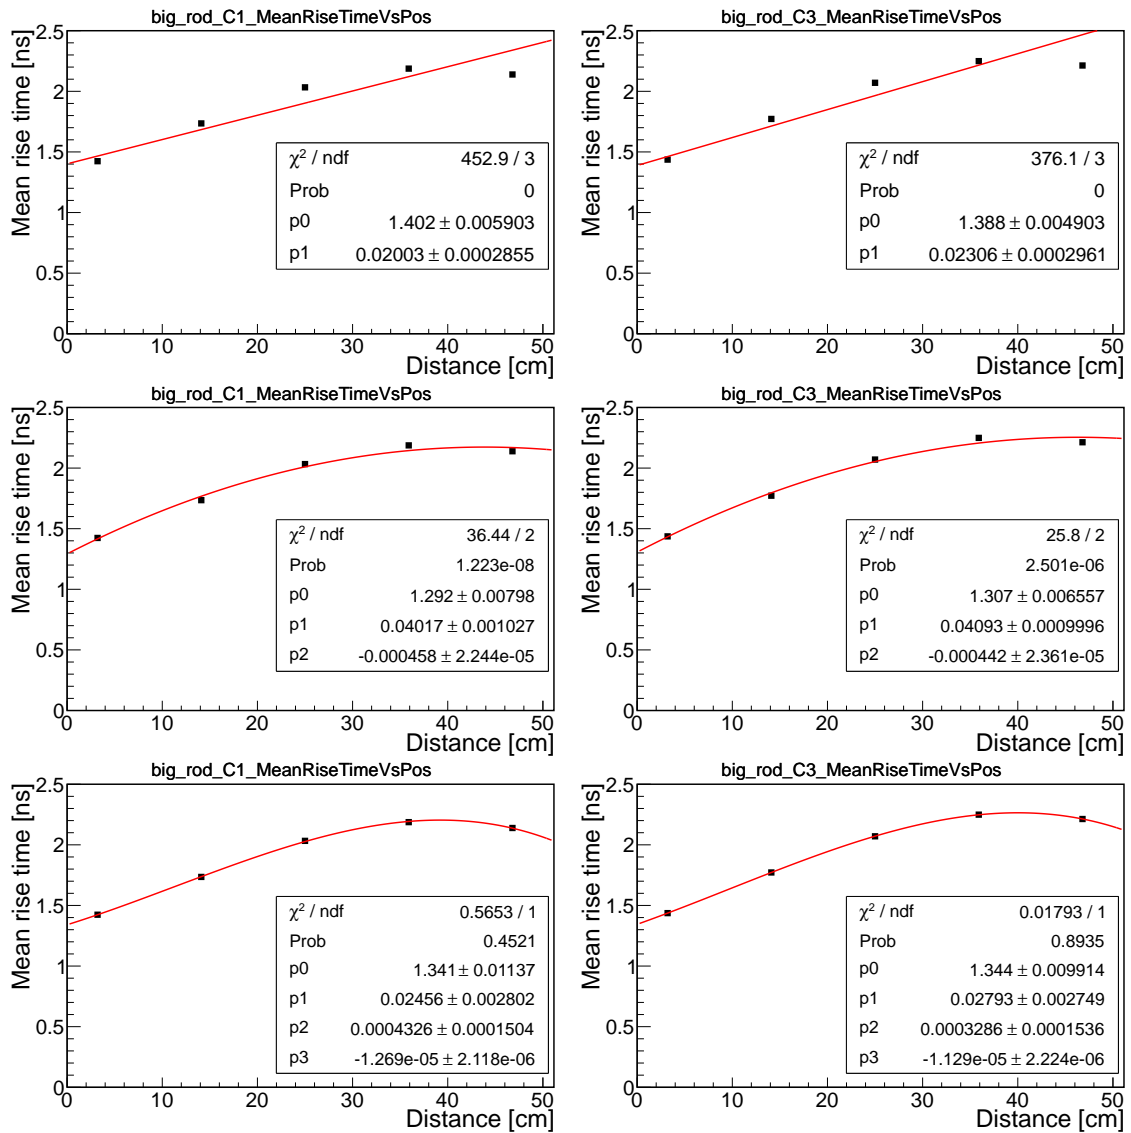 big_rod_C1_MeanRiseTimeVsPos
Mean rise time [ns]
2.5
2
1.5
1
0.5
0
χ² / ndf 452.9 / 3
Prob 0
p0 1.402 ± 0.005903
p1 0.02003 ± 0.0002855
0 10 20 30 40 50
Distance [cm]
big_rod_C3_MeanRiseTimeVsPos
Mean rise time [ns]
2.5
2
1.5
1
0.5
0
χ² / ndf 376.1 / 3
Prob 0
p0 1.388 ± 0.004903
p1 0.02306 ± 0.0002961
0 10 20 30 40 50
Distance [cm]
big_rod_C1_MeanRiseTimeVsPos
Mean rise time [ns]
2.5
2
1.5
1
0.5
0
χ² / ndf 36.44 / 2
Prob 1.223e-08
p0 1.292 ± 0.00798
p1 0.04017 ± 0.001027
p2 -0.000458 ± 2.244e-05
0 10 20 30 40 50
Distance [cm]
big_rod_C3_MeanRiseTimeVsPos
Mean rise time [ns]
2.5
2
1.5
1
0.5
0
χ² / ndf 25.8 / 2
Prob 2.501e-06
p0 1.307 ± 0.006557
p1 0.04093 ± 0.0009996
p2 -0.000442 ± 2.361e-05
0 10 20 30 40 50
Distance [cm]
big_rod_C1_MeanRiseTimeVsPos
Mean rise time [ns]
2.5
2
1.5
1
0.5
0
χ² / ndf 0.5653 / 1
Prob 0.4521
p0 1.341 ± 0.01137
p1 0.02456 ± 0.002802
p2 0.0004326 ± 0.0001504
p3 -1.269e-05 ± 2.118e-06
0 10 20 30 40 50
Distance [cm]
big_rod_C3_MeanRiseTimeVsPos
Mean rise time [ns]
2.5
2
1.5
1
0.5
0
χ² / ndf 0.01793 / 1
Prob 0.8935
p0 1.344 ± 0.009914
p1 0.02793 ± 0.002749
p2 0.0003286 ± 0.0001536
p3 -1.129e-05 ± 2.224e-06
0 10 20 30 40 50
Distance [cm]